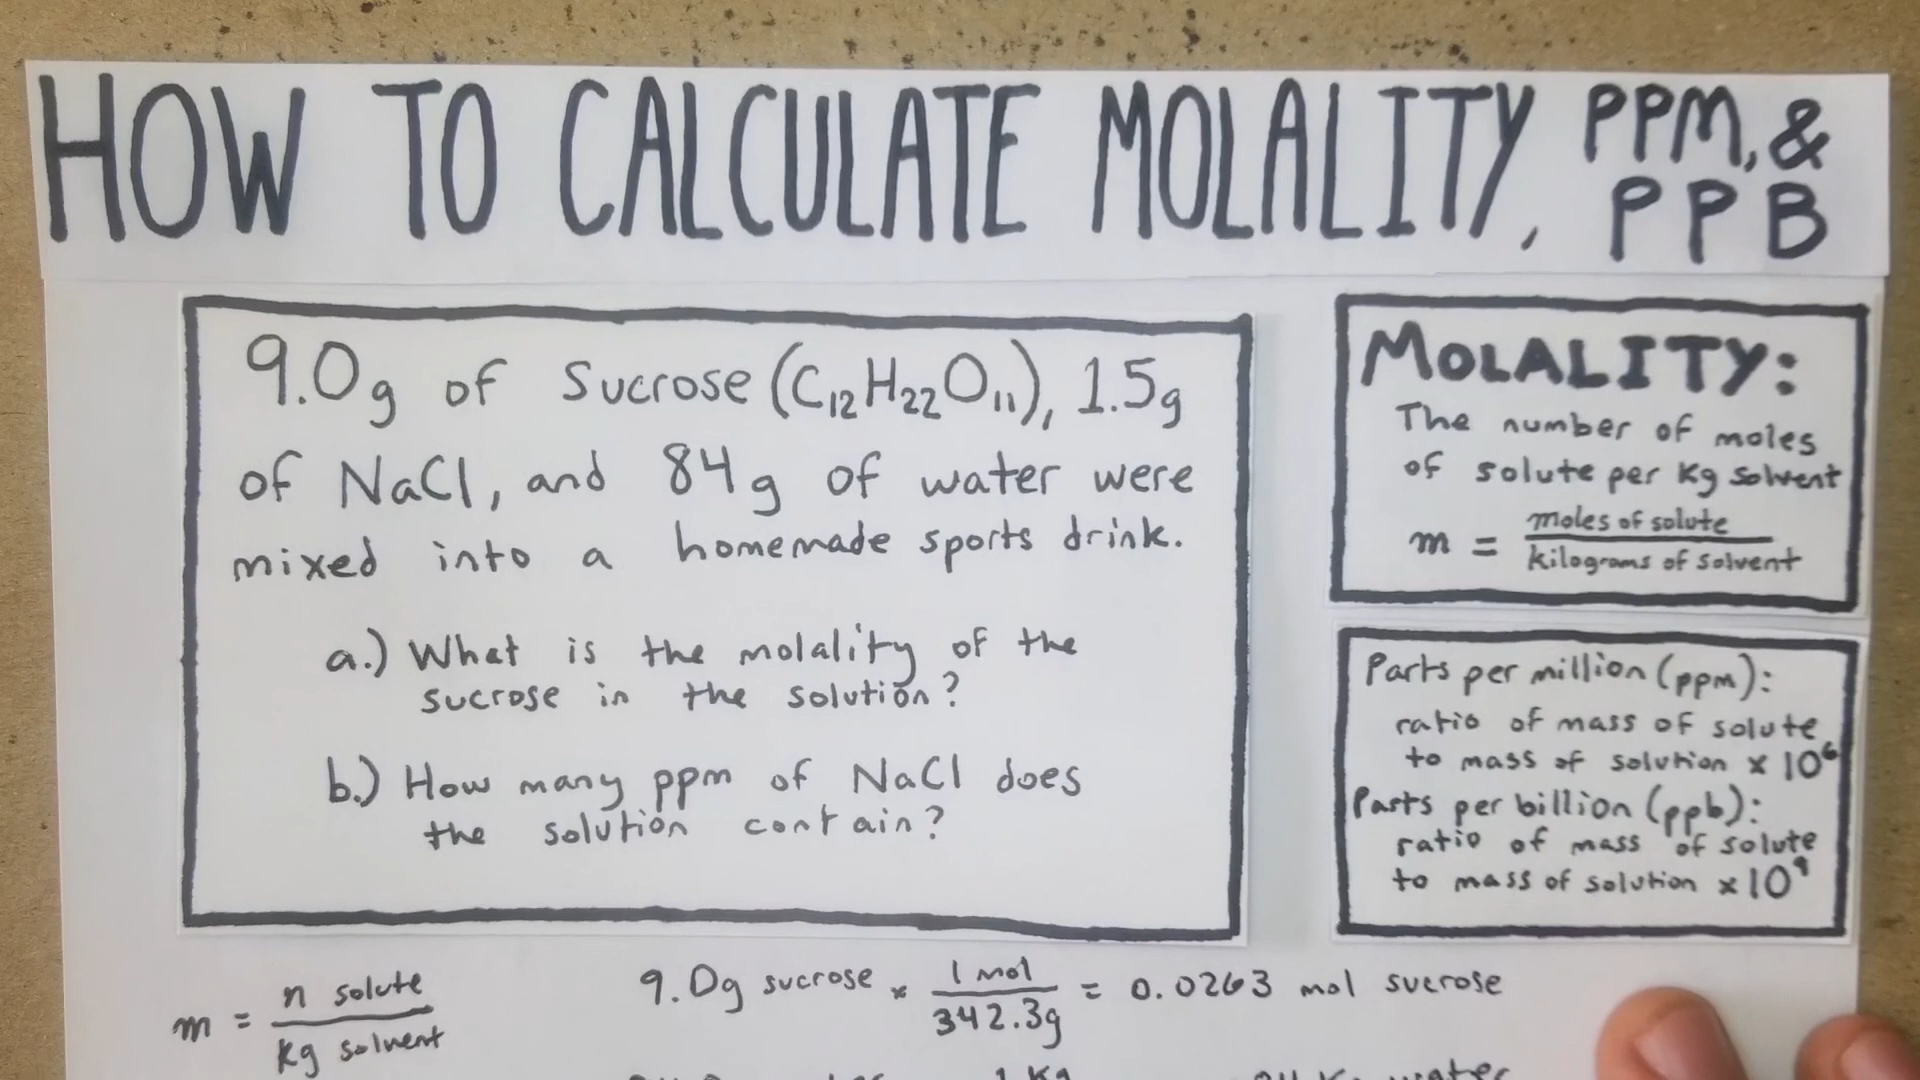 HOW TO CALCULATE MOLALITY, PPM, & PPB
9.0g of Sucrose (C₁₂H₂₂O₁₁), 1.5g
of NaCl, and 84g of water were
mixed into a homemade sports drink.
a.) What is the molality of the
sucrose in the solution?
b.) How many ppm of NaCl does
the solution contain?
MOLALITY:
The number of moles
of solute per Kg Solvent
m = moles of solute
kilograms of solvent
Parts per million (ppm):
ratio of mass of solute
to mass of solution x 10⁶
Parts per billion (ppb):
ratio of mass of solute
to mass of solution x 10⁹
m = n solute
kg solvent
9.0g sucrose x 1 mol = 0.0263 mol sucrose
342.3g
1 Kg